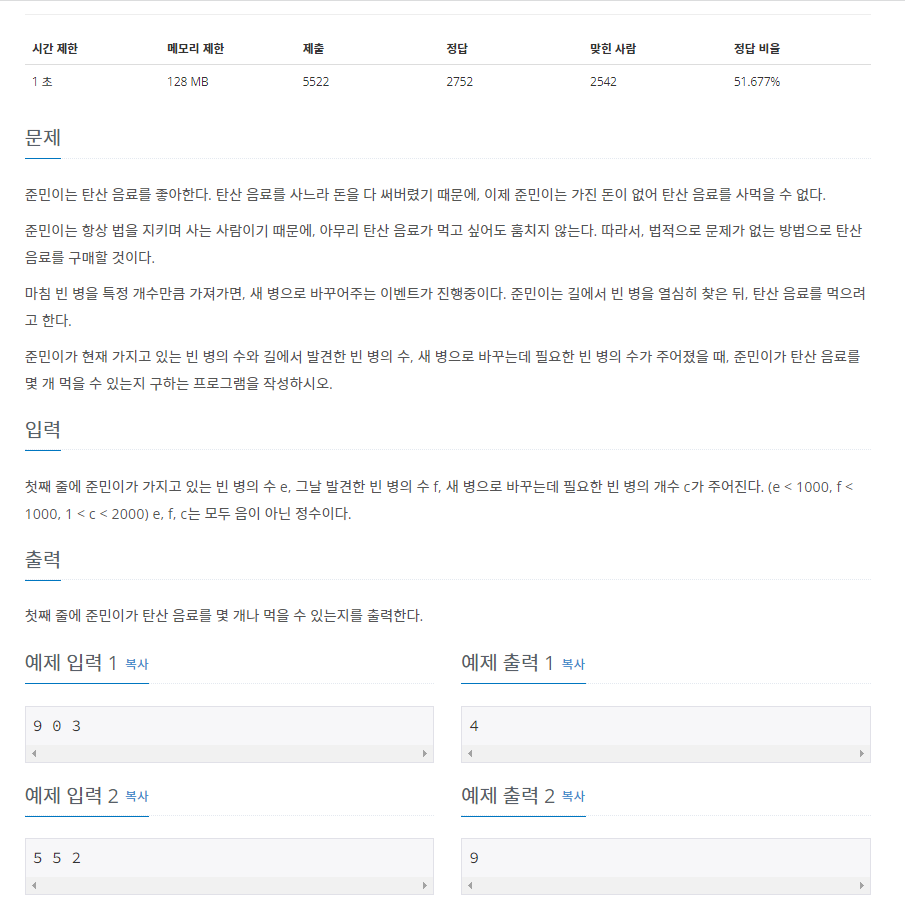 시간 제한 메모리 제한 제출 정답 맞힌 사람 정답 비율
1 초 128 MB 5522 2752 2542 51.677%
문제
준민이는 탄산 음료를 좋아한다. 탄산 음료를 사느라 돈을 다 써버렸기 때문에, 이제 준민이는 가진 돈이 없어 탄산 음료를 사먹을 수 없다.
준민이는 항상 법을 지키며 사는 사람이기 때문에, 아무리 탄산 음료가 먹고 싶어도 훔치지 않는다. 따라서, 법적으로 문제가 없는 방법으로 탄산
음료를 구매할 것이다.
마침 빈 병을 특정 개수만큼 가져가면, 새 병으로 바꾸어주는 이벤트가 진행중이다. 준민이는 길에서 빈 병을 열심히 찾은 뒤, 탄산 음료를 먹으려
고 한다.
준민이가 현재 가지고 있는 빈 병의 수와 길에서 발견한 빈 병의 수, 새 병으로 바꾸는데 필요한 빈 병의 수가 주어졌을 때, 준민이가 탄산 음료를
몇 개 먹을 수 있는지 구하는 프로그램을 작성하시오.
입력
첫째 줄에 준민이가 가지고 있는 빈 병의 수 e, 그날 발견한 빈 병의 수 f, 새 병으로 바꾸는데 필요한 빈 병의 개수 c가 주어진다. (e < 1000, f <
1000, 1 < c < 2000) e, f, c는 모두 음이 아닌 정수이다.
출력
첫째 줄에 준민이가 탄산 음료를 몇 개나 먹을 수 있는지를 출력한다.
예제 입력 1 복사 예제 출력 1 복사
9 0 3 4
예제 입력 2 복사 예제 출력 2 복사
5 5 2 9